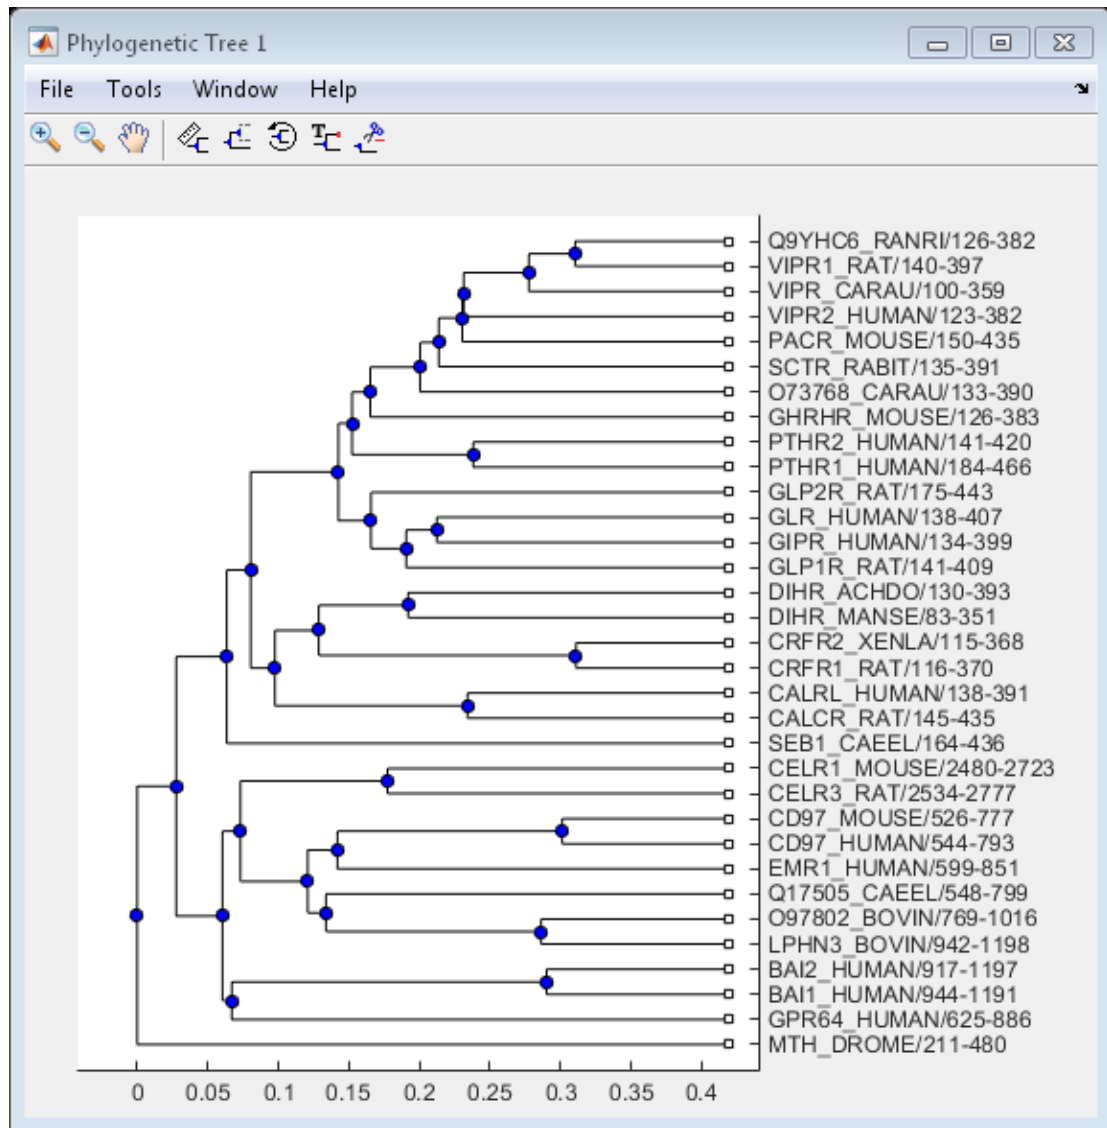 Phylogenetic Tree 1
File Tools Window Help
T
Q9YHC6_RANRI/126-382
VIPR1_RAT/140-397
VIPR_CARAU/100-359
VIPR2_HUMAN/123-382
PACR_MOUSE/150-435
SCTR_RABIT/135-391
O73768_CARAU/133-390
GHRHR_MOUSE/126-383
PTHR2_HUMAN/141-420
PTHR1_HUMAN/184-466
GLP2R_RAT/175-443
GLR_HUMAN/138-407
GIPR_HUMAN/134-399
GLP1R_RAT/141-409
DIHR_ACHDO/130-393
DIHR_MANSE/83-351
CRFR2_XENLA/115-368
CRFR1_RAT/116-370
CALRL_HUMAN/138-391
CALCR_RAT/145-435
SEB1_CAEEL/164-436
CELR1_MOUSE/2480-2723
CELR3_RAT/2534-2777
CD97_MOUSE/526-777
CD97_HUMAN/544-793
EMR1_HUMAN/599-851
Q17505_CAEEL/548-799
O97802_BOVIN/769-1016
LPHN3_BOVIN/942-1198
BAI2_HUMAN/917-1197
BAI1_HUMAN/944-1191
GPR64_HUMAN/625-886
MTH_DROME/211-480
0 0.05 0.1 0.15 0.2 0.25 0.3 0.35 0.4